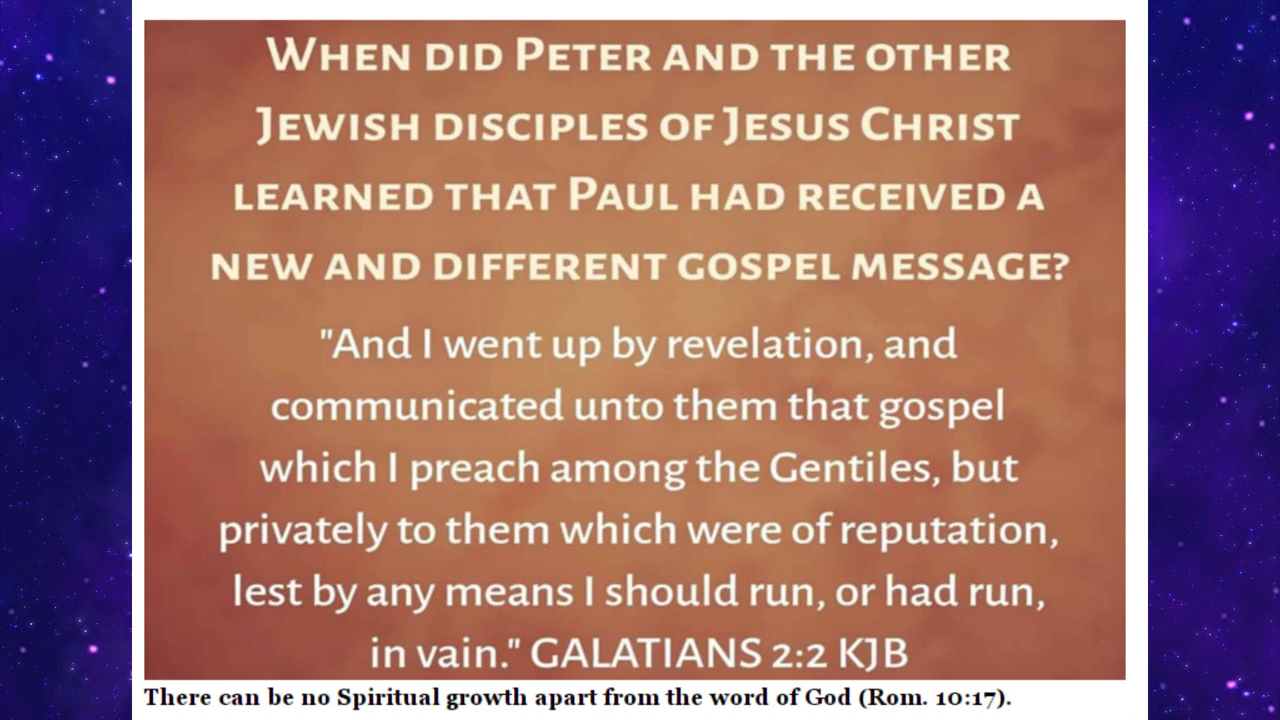 When did Peter and the other
Jewish disciples of Jesus Christ
learned that Paul had received a
new and different gospel message?
"And I went up by revelation, and
communicated unto them that gospel
which I preach among the Gentiles, but
privately to them which were of reputation,
lest by any means I should run, or had run,
in vain." GALATIANS 2:2 KJB
There can be no Spiritual growth apart from the word of God (Rom. 10:17).